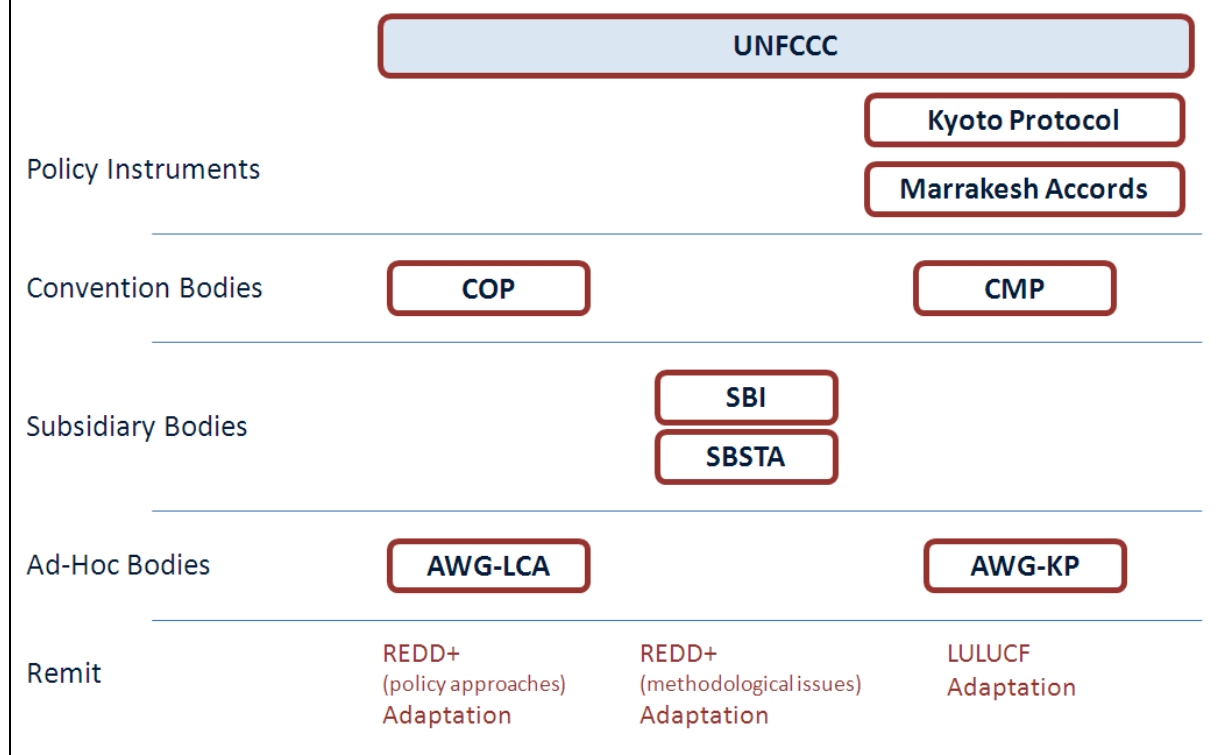 UNFCCC
Kyoto Protocol
Policy Instruments
Marrakesh Accords
Convention Bodies
COP
CMP
SBI
Subsidiary Bodies
SBSTA
Ad-Hoc Bodies
AWG-LCA
AWG-KP
Remit
REDD+
(policy approaches)
Adaptation
REDD+
(methodological issues)
Adaptation
LULUCF
Adaptation